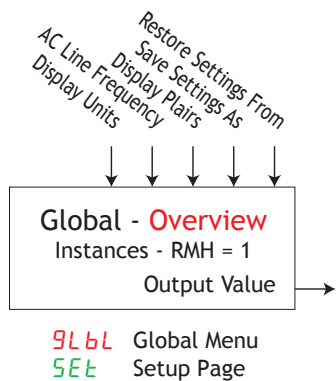 Display Units
AC Line Frequency
Display Plairs
Save Settings As
Restore Settings From
Global - Overview
Instances - RMH = 1
Output Value
gLbL Global Menu
SEt Setup Page